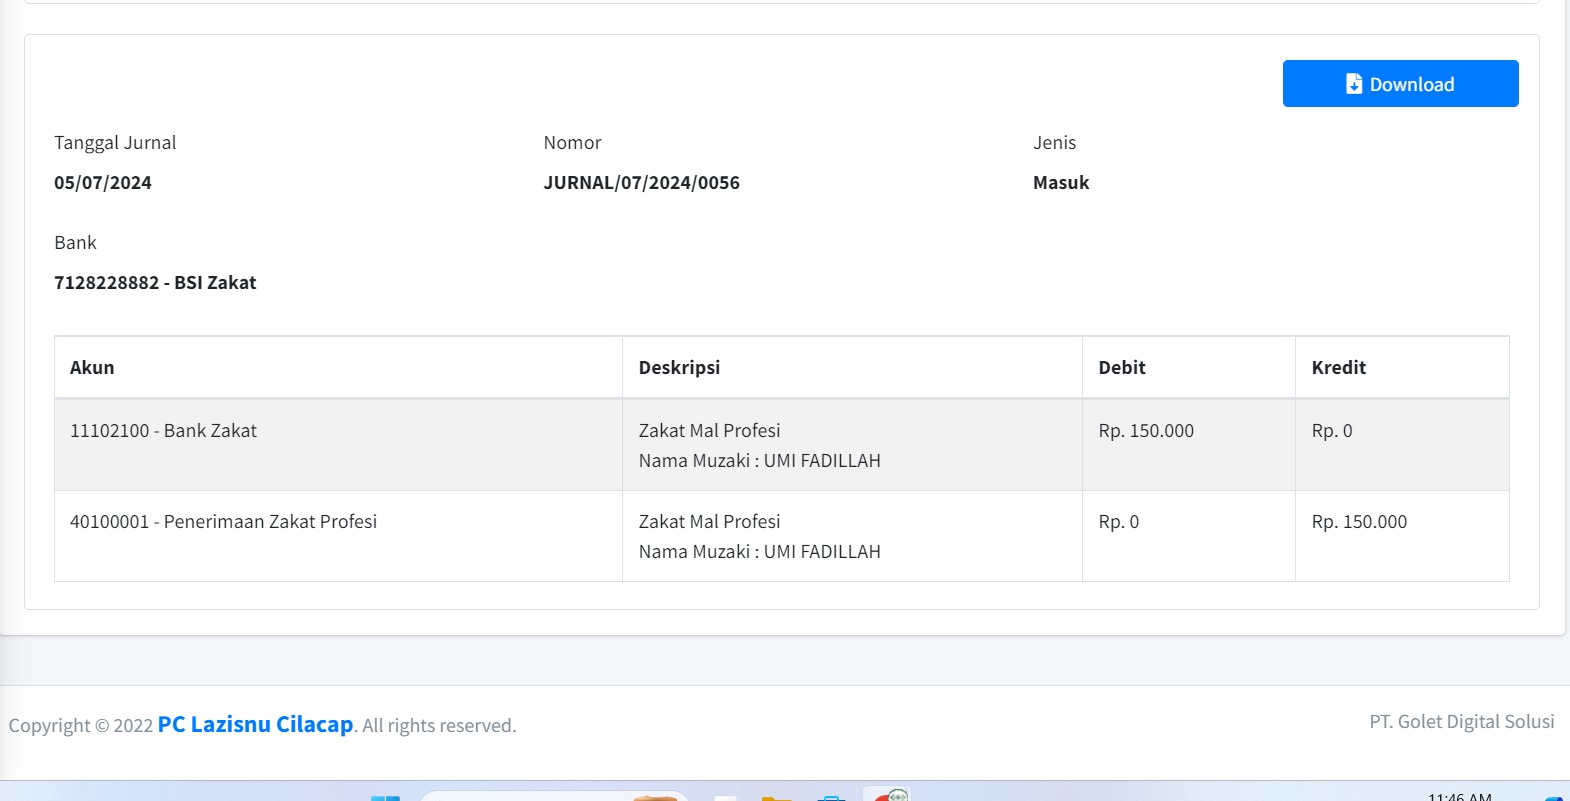 Download
Tanggal Jurnal
Nomor
Jenis
05/07/2024
JURNAL/07/2024/0056
Masuk
Bank
7128228882 - BSI Zakat
Akun
Deskripsi
Debit
Kredit
11102100 - Bank Zakat
Zakat Mal Profesi
Nama Muzaki : UMI FADILLAH
Rp. 150.000
Rp. 0
40100001 - Penerimaan Zakat Profesi
Zakat Mal Profesi
Nama Muzaki : UMI FADILLAH
Rp. 0
Rp. 150.000
Copyright © 2022 PC Lazisnu Cilacap. All rights reserved.
PT. Golet Digital Solusi
11:46 AM